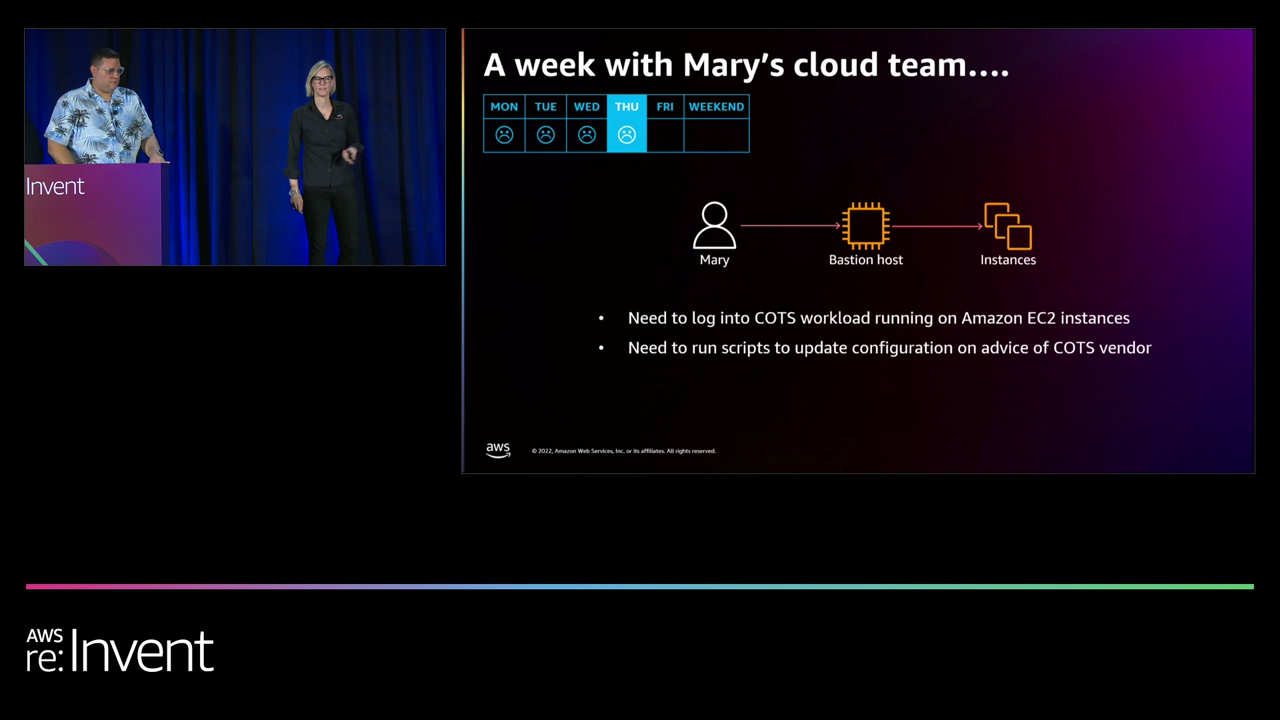 Invent
A week with Mary's cloud team....
MON TUE WED THU FRI WEEKEND
Mary
Bastion host
Instances
• Need to log into COTS workload running on Amazon EC2 instances
• Need to run scripts to update configuration on advice of COTS vendor
aws
© 2022, Amazon Web Services, Inc. or its affiliates. All rights reserved.
AWS
re:Invent